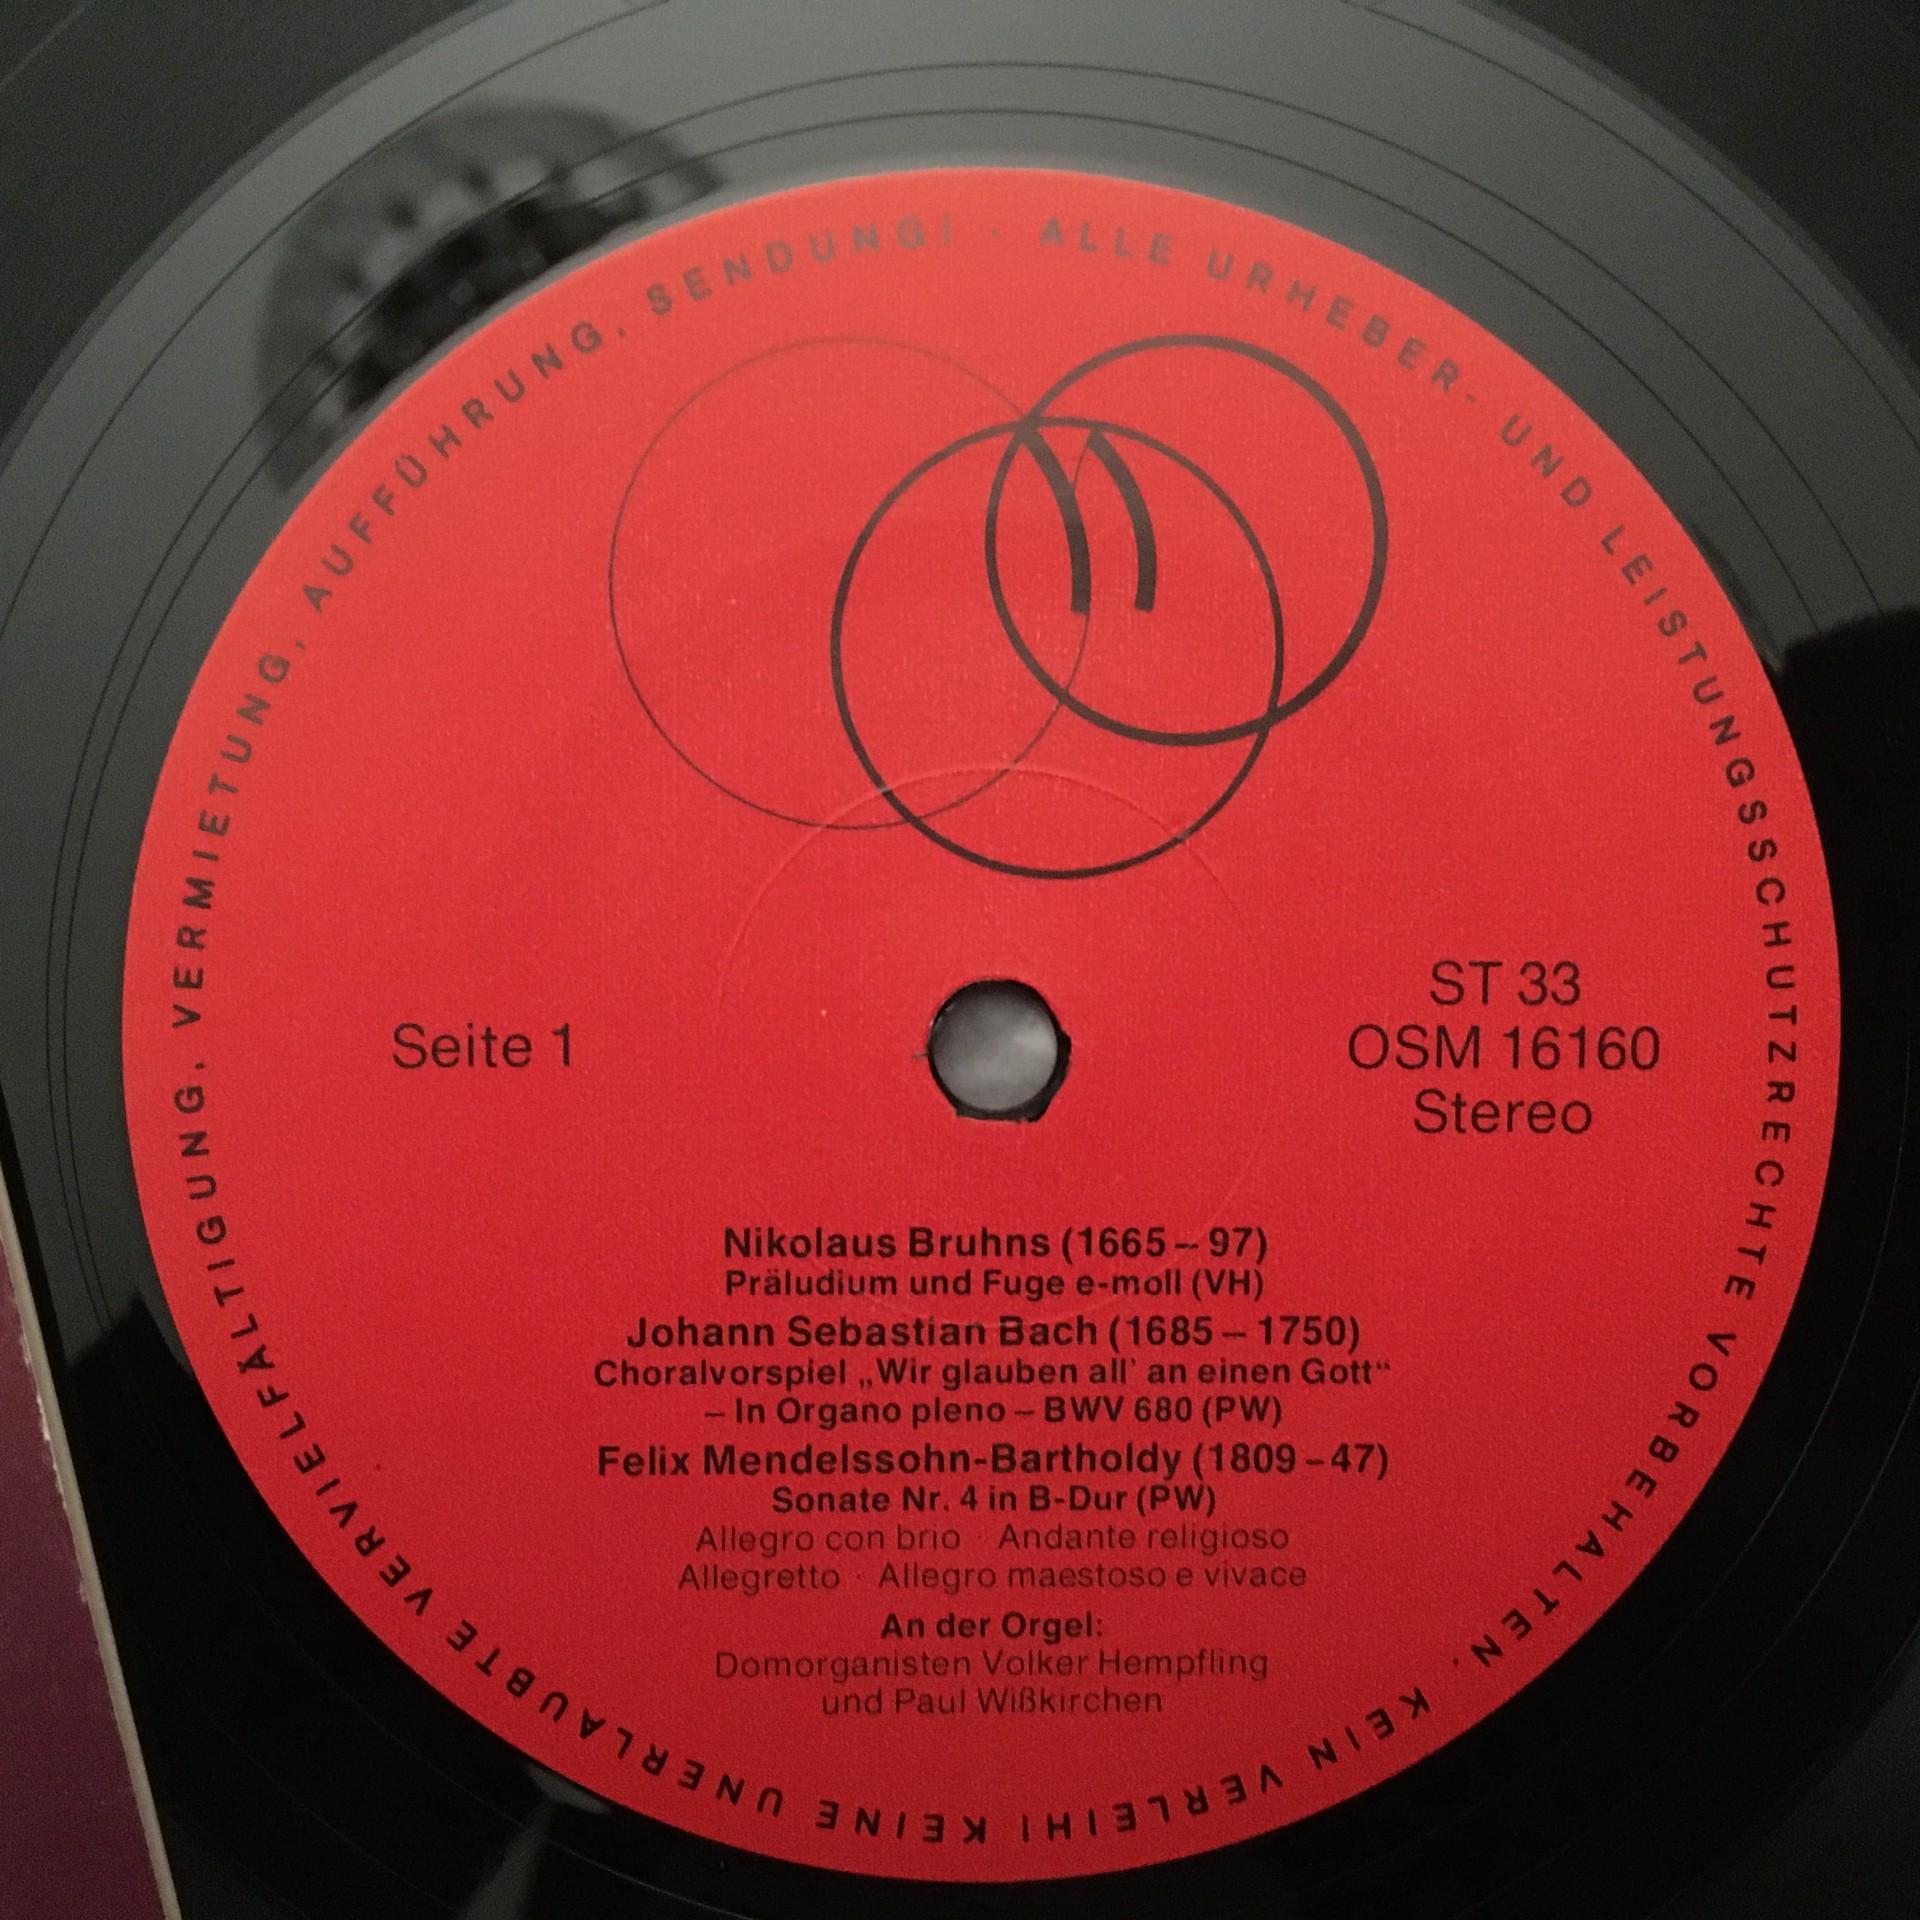 ALLE URHEBER- UND LEISTUNGSSCHUTZRECHTE VORBEHALTEN. KEIN VERLEIH! KEINE UNERLAUBTE VERVIELFÄLTIGUNG, VERMIETUNG, AUFFÜHRUNG, SENDUNG! ·
Seite 1
ST 33
OSM 16160
Stereo
Nikolaus Bruhns (1665 – 97)
Präludium und Fuge e-moll (VH)
Johann Sebastian Bach (1685 – 1750)
Choralvorspiel „Wir glauben all' an einen Gott“
– In Organo pleno – BWV 680 (PW)
Felix Mendelssohn-Bartholdy (1809 – 47)
Sonate Nr. 4 in B-Dur (PW)
Allegro con brio · Andante religioso
Allegretto · Allegro maestoso e vivace
An der Orgel:
Domorganisten Volker Hempfling
und Paul Wißkirchen